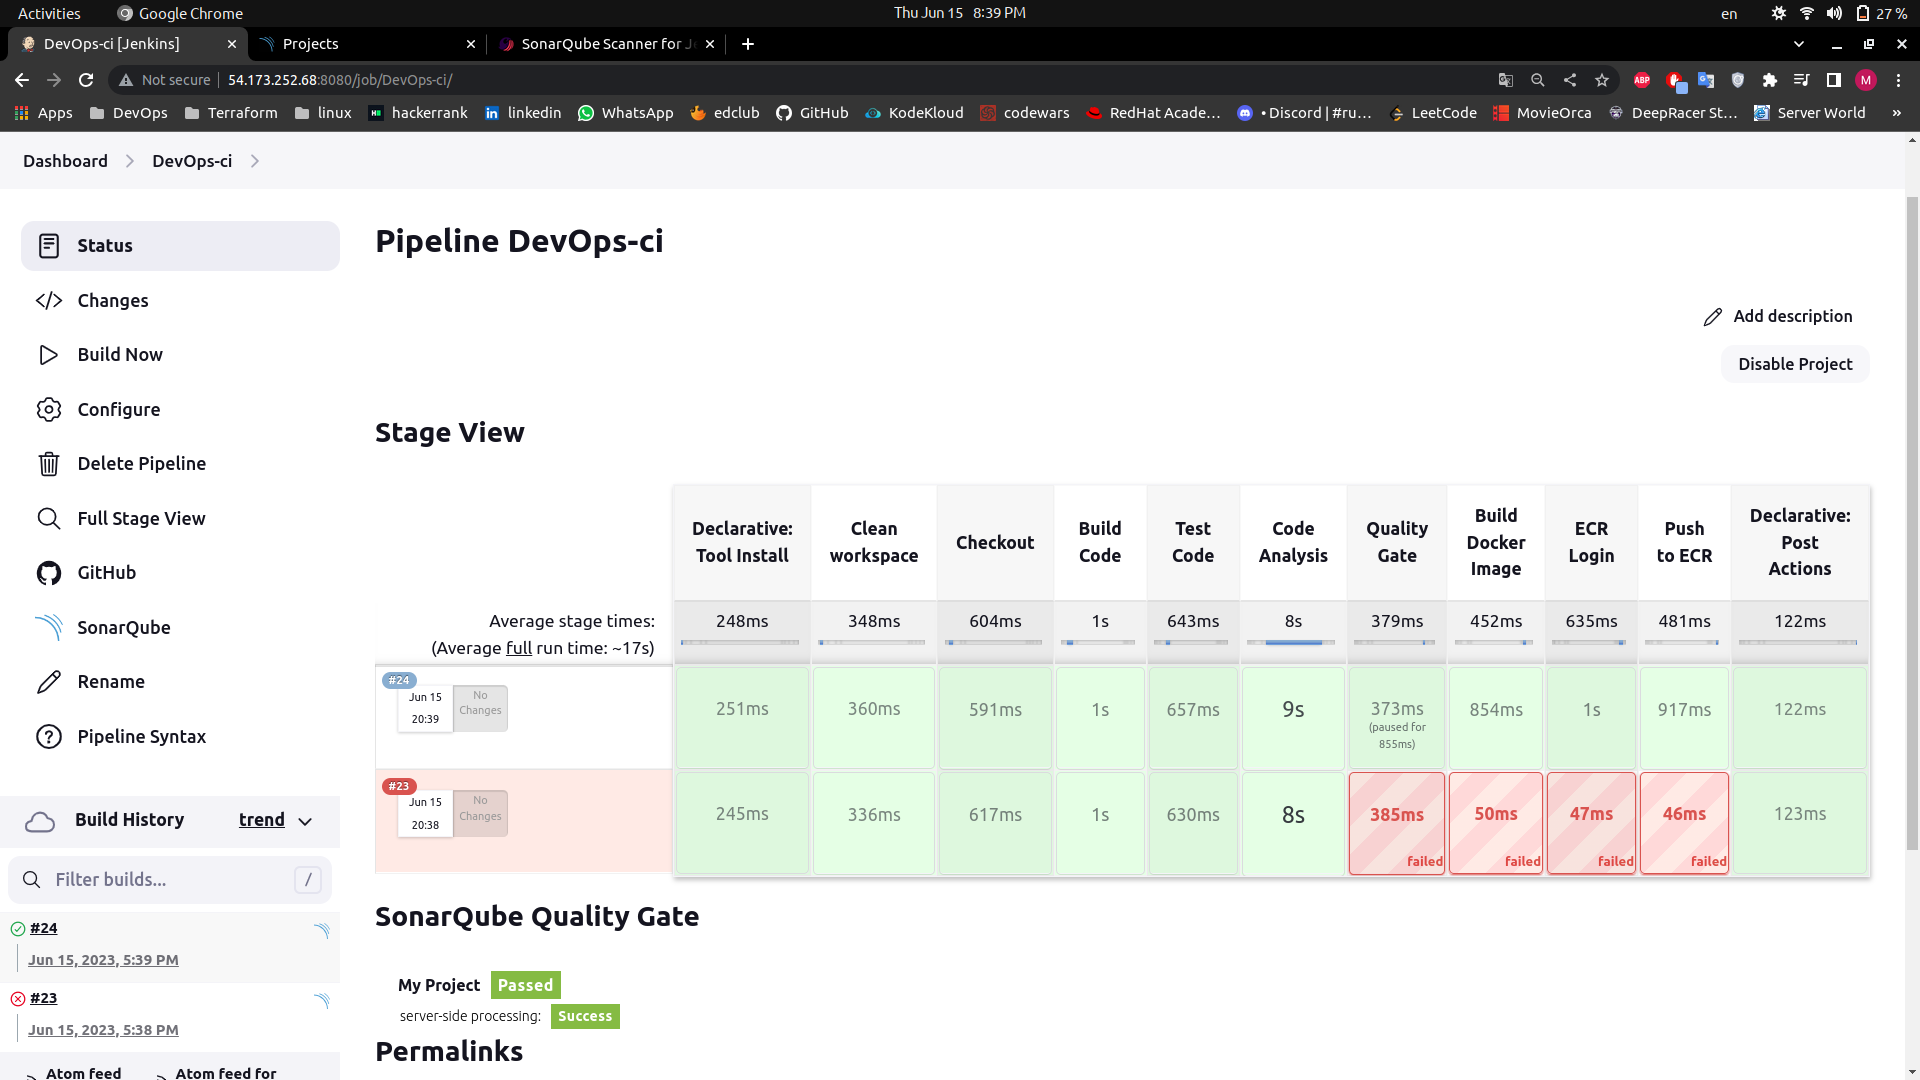 Activities
Google Chrome
Thu Jun 15 8:39 PM
en
27 %
DevOps-ci [Jenkins]
Projects
SonarQube Scanner for Je
Not secure
54.173.252.68:8080/job/DevOps-ci/
ABP
M
Apps
DevOps
Terraform
linux
hackerrank
linkedin
WhatsApp
edclub
GitHub
KodeKloud
codewars
RedHat Acade…
• Discord | #ru…
LeetCode
MovieOrca
DeepRacer St…
Server World
»
Dashboard
DevOps-ci
Status
Changes
Build Now
Configure
Delete Pipeline
Full Stage View
GitHub
SonarQube
Rename
Pipeline Syntax
Build History
trend
Filter builds...
/
#24
Jun 15, 2023, 5:39 PM
#23
Jun 15, 2023, 5:38 PM
Atom feed
Atom feed for
Pipeline DevOps-ci
Add description
Disable Project
Stage View
Declarative:
Tool Install
Clean
workspace
Checkout
Build
Code
Test
Code
Code
Analysis
Quality
Gate
Build
Docker
Image
ECR
Login
Push
to ECR
Declarative:
Post
Actions
Average stage times:
(Average full run time: ~17s)
248ms
348ms
604ms
1s
643ms
8s
379ms
452ms
635ms
481ms
122ms
#24
Jun 15
20:39
No
Changes
251ms
360ms
591ms
1s
657ms
9s
373ms
(paused for
855ms)
854ms
1s
917ms
122ms
#23
Jun 15
20:38
No
Changes
245ms
336ms
617ms
1s
630ms
8s
385ms
failed
50ms
failed
47ms
failed
46ms
failed
123ms
SonarQube Quality Gate
My Project
Passed
server-side processing:
Success
Permalinks